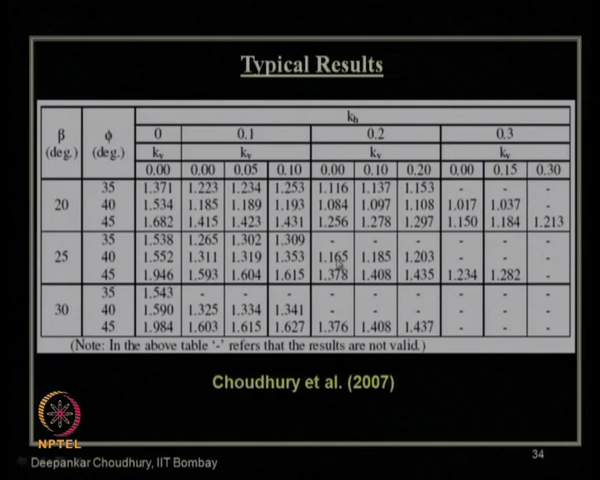 Typical Results
β (deg.) ϕ (deg.) kh
0 0.1 0.2 0.3
kv kv kv kv
0.00 0.00 0.05 0.10 0.00 0.10 0.20 0.00 0.15 0.30
20 35 1.371 1.223 1.234 1.253 1.116 1.137 1.153 - - -
40 1.534 1.185 1.189 1.193 1.084 1.097 1.108 1.017 1.037 -
45 1.682 1.415 1.423 1.431 1.256 1.278 1.297 1.150 1.184 1.213
25 35 1.538 1.265 1.302 1.309 - - - - - -
40 1.552 1.311 1.319 1.353 1.165 1.185 1.203 - - -
45 1.946 1.593 1.604 1.615 1.378 1.408 1.435 1.234 1.282 -
30 35 1.543 - - - - - - - - -
40 1.590 1.325 1.334 1.341 - - - - - -
45 1.984 1.603 1.615 1.627 1.376 1.408 1.437 - - -
(Note: In the above table '-' refers that the results are not valid.)
Choudhury et al. (2007)
NPTEL
Deepankar Choudhury, IIT Bombay
34